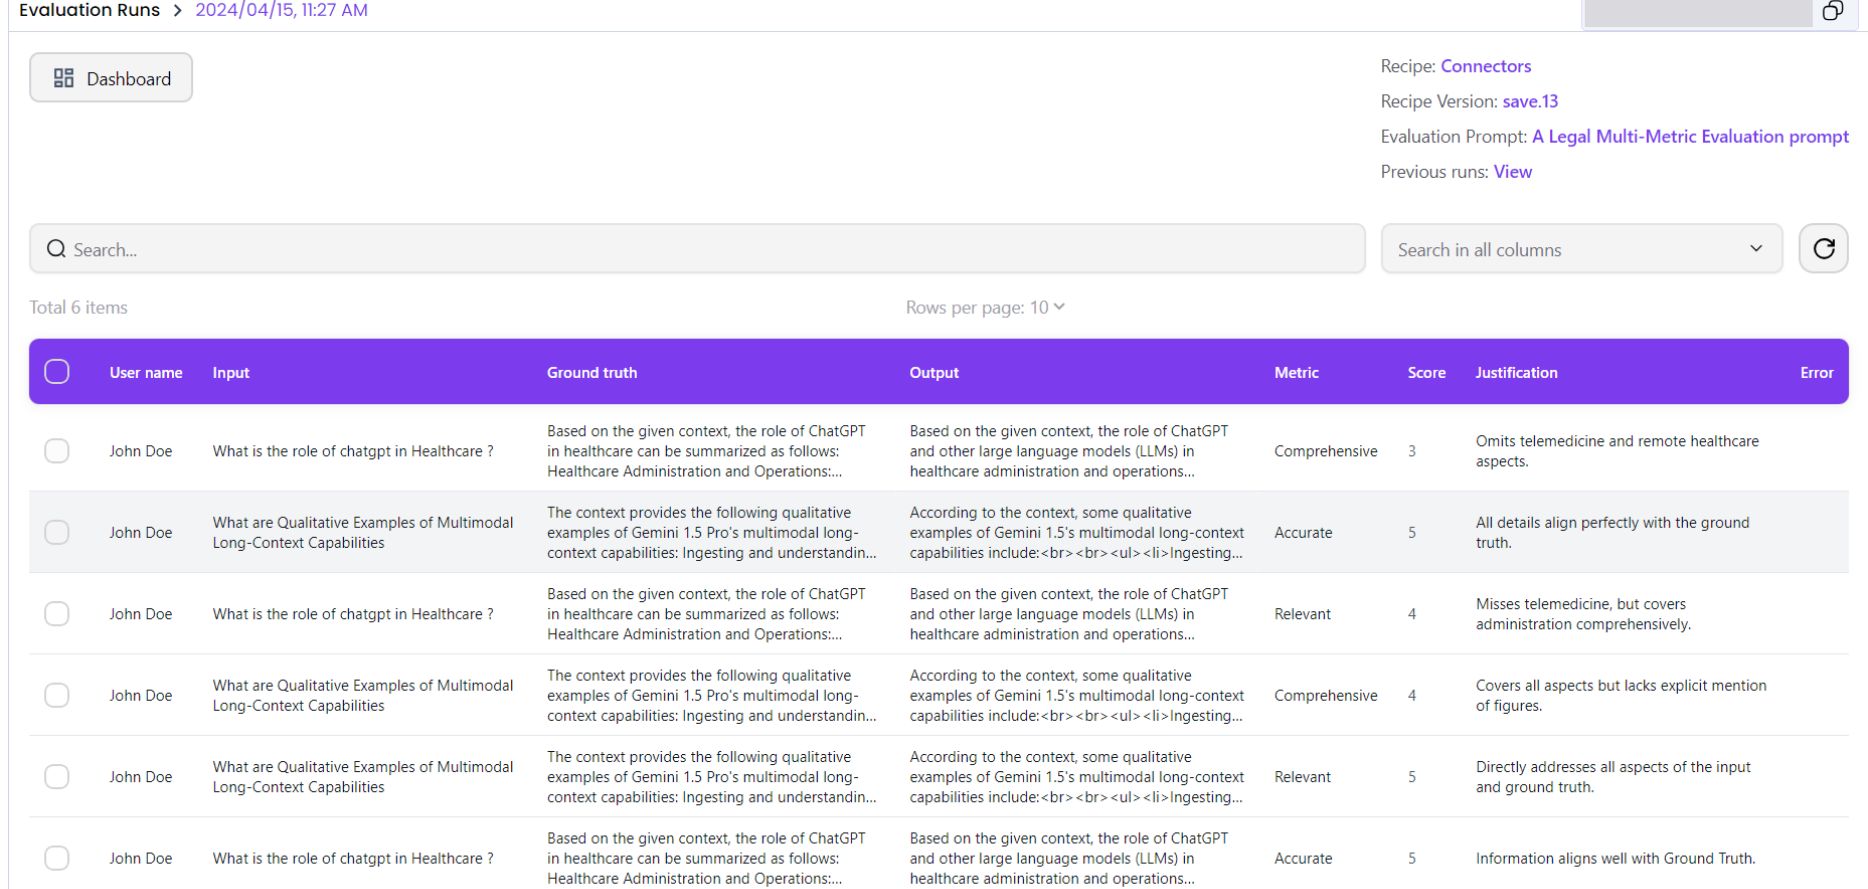 Evaluation Runs > 2024/04/15, 11:27 AM
Dashboard
Recipe: Connectors
Recipe Version: save.13
Evaluation Prompt: A Legal Multi-Metric Evaluation prompt
Previous runs: View
Search...
Search in all columns
Total 6 items
Rows per page: 10
User name Input Ground truth Output Metric Score Justification Error
John Doe
What is the role of chatgpt in Healthcare ?
Based on the given context, the role of ChatGPT
in healthcare can be summarized as follows:
Healthcare Administration and Operations:...
Based on the given context, the role of ChatGPT
and other large language models (LLMs) in
healthcare administration and operations...
Comprehensive
3
Omits telemedicine and remote healthcare
aspects.
John Doe
What are Qualitative Examples of Multimodal
Long-Context Capabilities
The context provides the following qualitative
examples of Gemini 1.5 Pro's multimodal long-
context capabilities: Ingesting and understandin...
According to the context, some qualitative
examples of Gemini 1.5's multimodal long-context
capabilities include:<br><br><ul><li>Ingesting...
Accurate
5
All details align perfectly with the ground
truth.
John Doe
What is the role of chatgpt in Healthcare ?
Based on the given context, the role of ChatGPT
in healthcare can be summarized as follows:
Healthcare Administration and Operations:...
Based on the given context, the role of ChatGPT
and other large language models (LLMs) in
healthcare administration and operations...
Relevant
4
Misses telemedicine, but covers
administration comprehensively.
John Doe
What are Qualitative Examples of Multimodal
Long-Context Capabilities
The context provides the following qualitative
examples of Gemini 1.5 Pro's multimodal long-
context capabilities: Ingesting and understandin...
According to the context, some qualitative
examples of Gemini 1.5's multimodal long-context
capabilities include:<br><br><ul><li>Ingesting...
Comprehensive
4
Covers all aspects but lacks explicit mention
of figures.
John Doe
What are Qualitative Examples of Multimodal
Long-Context Capabilities
The context provides the following qualitative
examples of Gemini 1.5 Pro's multimodal long-
context capabilities: Ingesting and understandin...
According to the context, some qualitative
examples of Gemini 1.5's multimodal long-context
capabilities include:<br><br><ul><li>Ingesting...
Relevant
5
Directly addresses all aspects of the input
and ground truth.
John Doe
What is the role of chatgpt in Healthcare ?
Based on the given context, the role of ChatGPT
in healthcare can be summarized as follows:
Healthcare Administration and Operations:...
Based on the given context, the role of ChatGPT
and other large language models (LLMs) in
healthcare administration and operations...
Accurate
5
Information aligns well with Ground Truth.